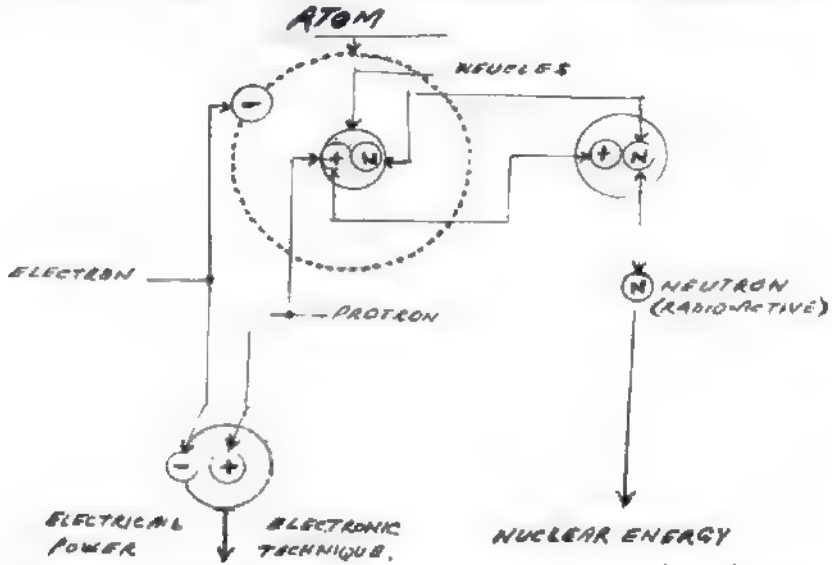 ATOM
NEUCLES
-
+ N
+ N
ELECTRON
PROTRON
N NEUTRON
(RADIO-ACTIVE)
- +
ELECTRICAL POWER
ELECTRONIC TECHNIQUE.
NUCLEAR ENERGY